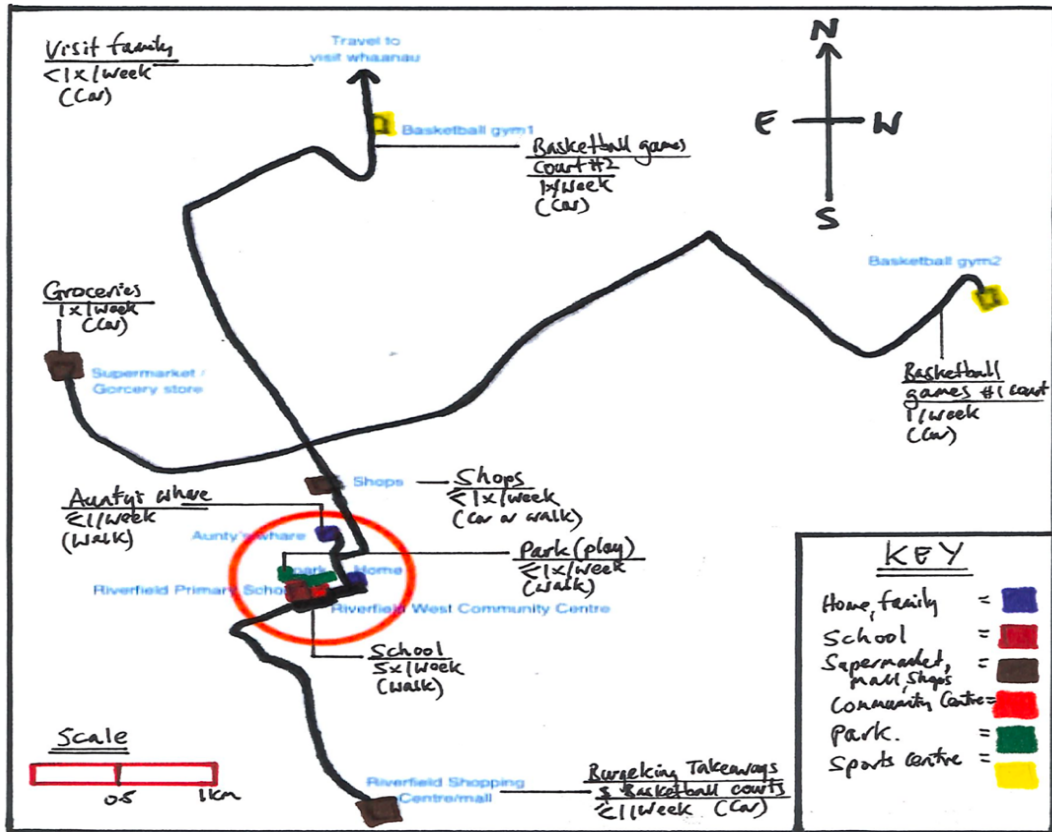 Visit family
<1x/week
(Car)
Travel to
visit whaanau
N
E
W
S
Basketball gym1
Basketball games
Court #2
1x/week
(Car)
Basketball gym2
Groceries
1x/week
(Car)
Supermarket /
Gorcery store
Basketball
games #1 court
1/week
(Car)
Shops
Shops
≤1x/week
(Car or walk)
Aunty's whare
≤1/week
(Walk)
Aunty's whare
Park (play)
≤1x/week
(Walk)
park
Home
Riverfield Primary Schoo
Riverfield West Community Centre
School
5x/week
(Walk)
Scale
0.5
1km
Riverfield Shopping
Centre/mall
Burgeking Takeaways
& Basketball courts
≤1/week (Car)
KEY
Home, family =
School =
Supermarket, =
mall, shops
Community Centre =
Park. =
Sports centre =